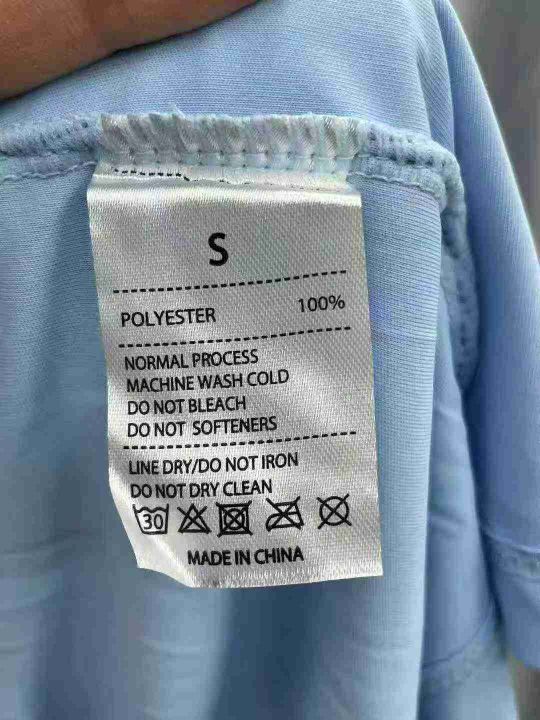 S
POLYESTER 100%
NORMAL PROCESS
MACHINE WASH COLD
DO NOT BLEACH
DO NOT SOFTENERS
LINE DRY/DO NOT IRON
DO NOT DRY CLEAN
30
MADE IN CHINA